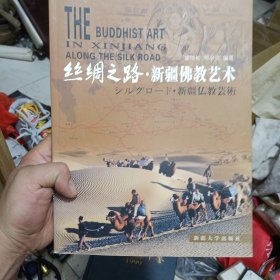 THE BUDDHIST ART
IN XINJIANG
ALONG THE SILK ROAD
编著
丝绸之路·新疆佛教艺术
シルクロード·新疆仏教芸術
新疆大学出版社